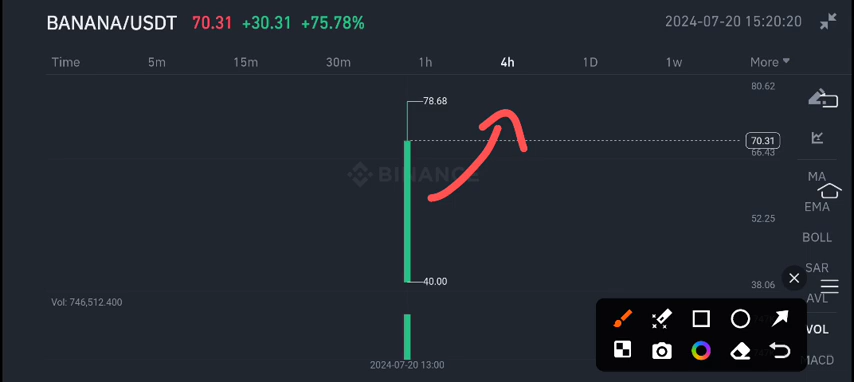 BANANA/USDT 70.31 +30.31 +75.78% 2024-07-20 15:20:20
Time 5m 15m 30m 1h 4h 1D 1w More
80.62
78.68
70.31
66.43
BINANCE
MA
EMA
52.25
BOLL
SAR
40.00
38.06
AVL
Vol: 746,512.400
VOL
MACD
2024-07-20 13:00